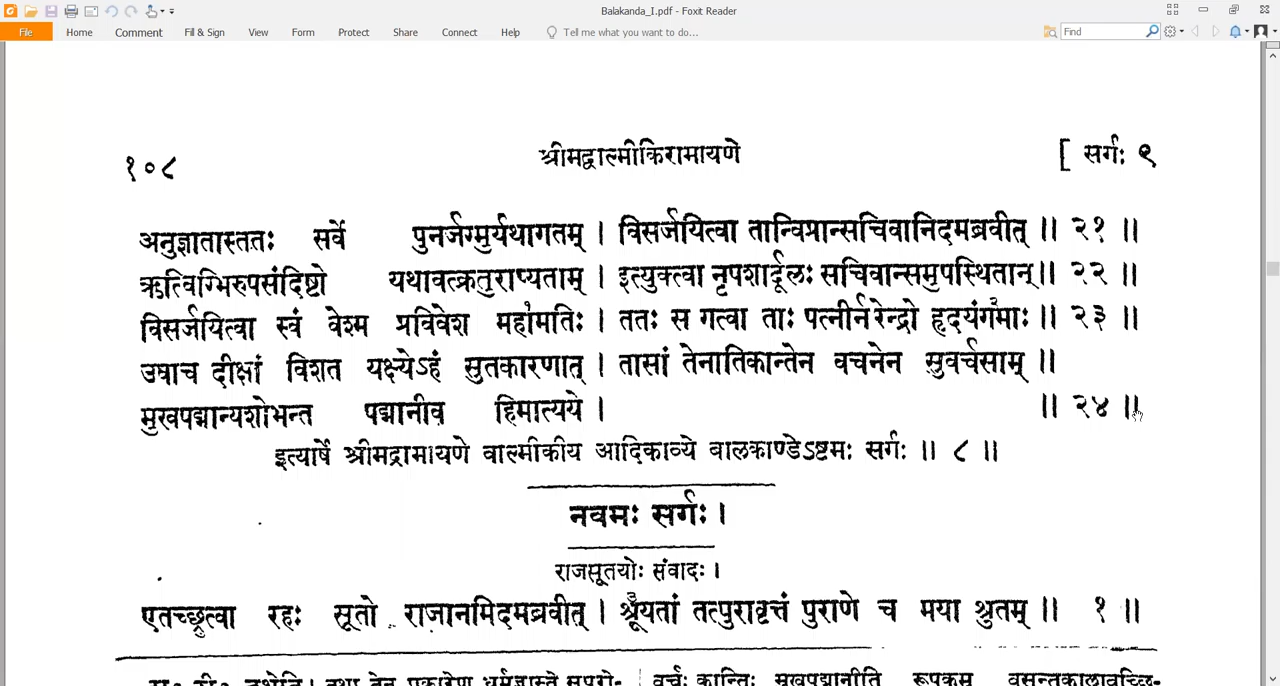 Balakanda_I.pdf - Foxit Reader
File Home Comment Fill & Sign View Form Protect Share Connect Help Tell me what you want to do... Find
१०८ श्रीमद्वाल्मीकिरामायणे [ सर्गः ९
अनुज्ञातास्ततः सर्वे पुनर्जग्मुर्यथागतम् । विसर्जयित्वा तान्विप्रान्सचिवानिदमब्रवीत् ॥ २१ ॥
ऋत्विग्भिरुपसंदिष्टो यथावत्क्रतुराप्यताम् । इत्युक्त्वा नृपशार्दूलः सचिवान्समुपस्थितान् ॥ २२ ॥
विसर्जयित्वा स्वं वेश्म प्रविवेश महामतिः । ततः स गत्वा ताः पत्नीर्नरेन्द्रो हृदयंगमाः ॥ २३ ॥
उवाच दीक्षां विशत यक्ष्येऽहं सुतकारणात् । तासां तेनातिकान्तेन वचनेन सुवर्चसाम् ॥
मुखपद्मान्यशोभन्त पद्मानीव हिमात्यये । ॥ २४ ॥
इत्यार्षे श्रीमद्रामायणे वाल्मीकीय आदिकाव्ये बालकाण्डेऽष्टमः सर्गः ॥ ८ ॥
नवमः सर्गः ।
राजसूतयोः संवादः ।
एतच्छ्रुत्वा रहः सूतो राजानमिदमब्रवीत् । श्रूयतां तत्पुरावृत्तं पुराणे च मया श्रुतम् ॥ १ ॥